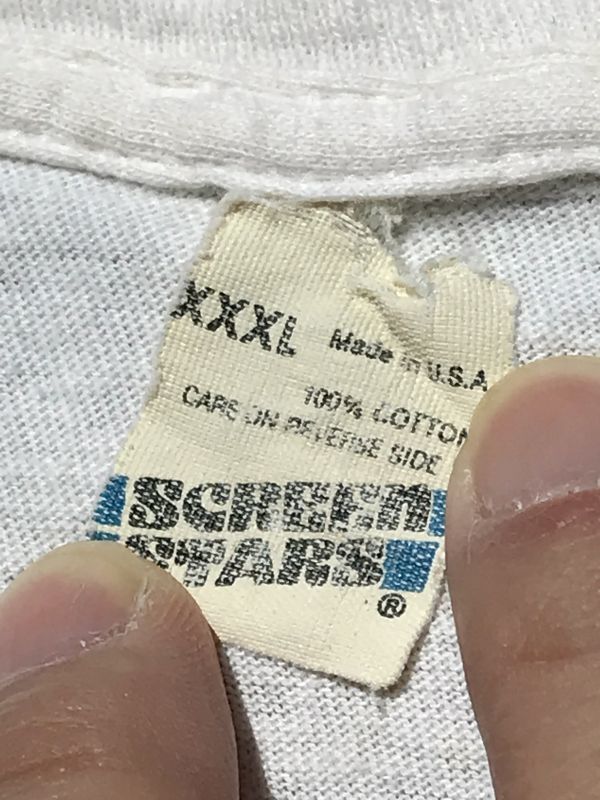 XXXL Made in U.S.A
100% COTTON
CARE ON REVERSE SIDE
SCREEN
STARS
®